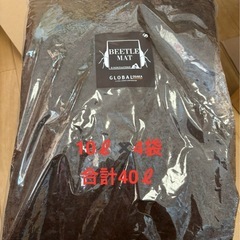 BEETLE
MAT
GLOBAL
10ℓ × 4袋
合計40ℓ